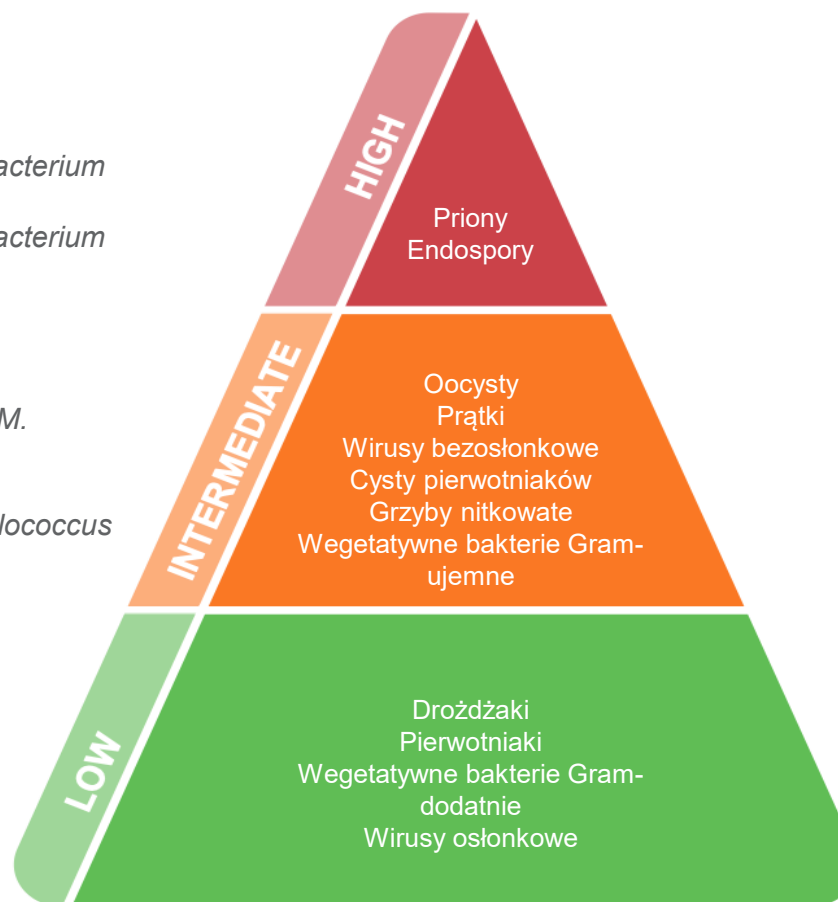 acterium
acterium
M.
lococcus
HIGH
Priony
Endospory
INTERMEDIATE
Oocysty
Prątki
Wirusy bezosłonkowe
Cysty pierwotniaków
Grzyby nitkowate
Wegetatywne bakterie Gram-
ujemne
LOW
Drożdżaki
Pierwotniaki
Wegetatywne bakterie Gram-
dodatnie
Wirusy osłonkowe